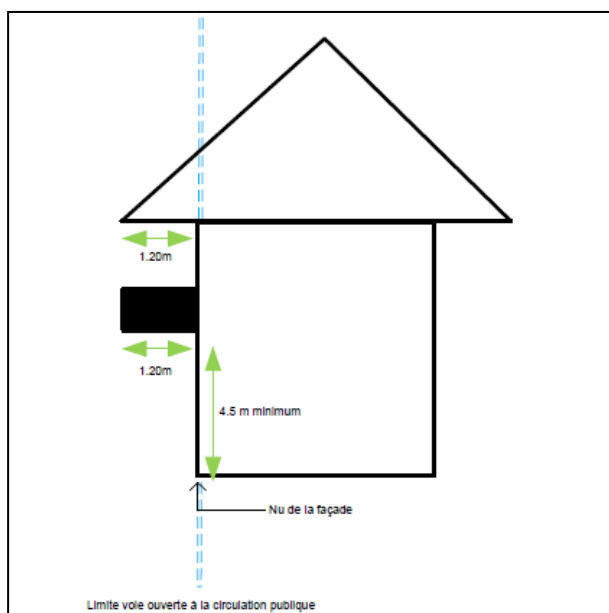 1.20m
1.20m
4.5 m minimum
Nu de la façade
Limite voie ouverte à la circulation publique